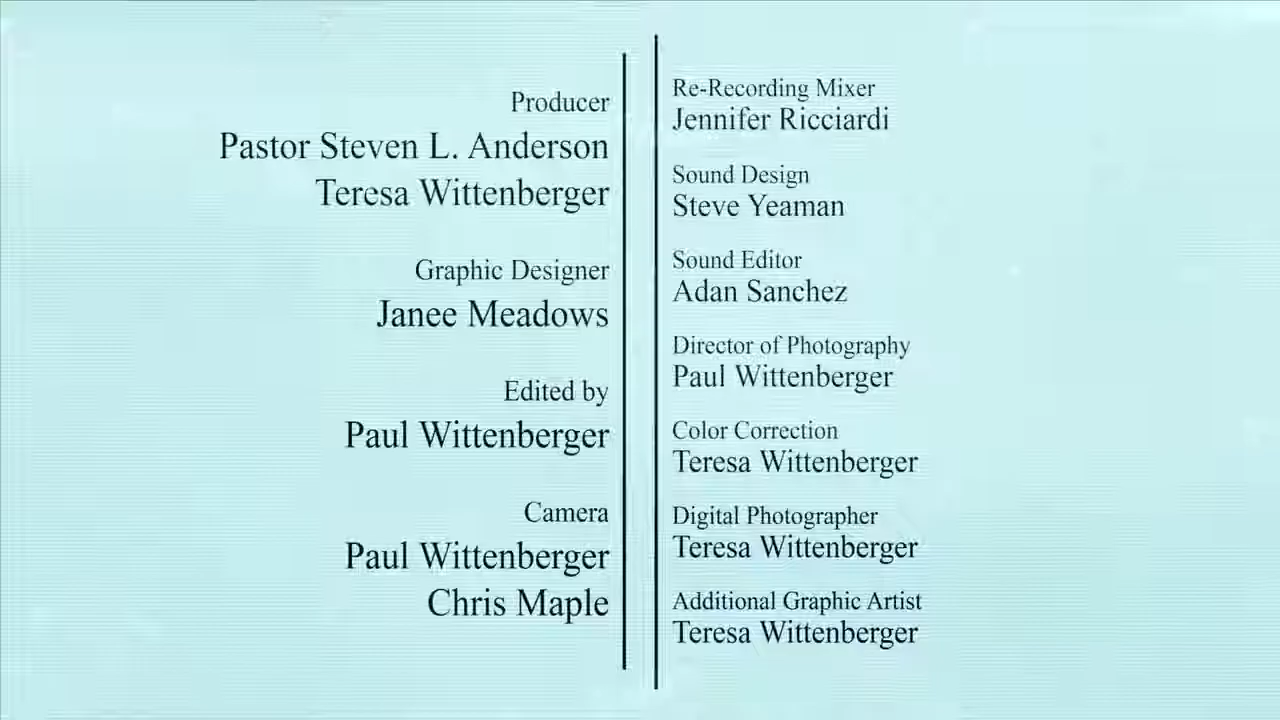 Producer
Pastor Steven L. Anderson
Teresa Wittenberger
Graphic Designer
Janee Meadows
Edited by
Paul Wittenberger
Camera
Paul Wittenberger
Chris Maple
Re-Recording Mixer
Jennifer Ricciardi
Sound Design
Steve Yeaman
Sound Editor
Adan Sanchez
Director of Photography
Paul Wittenberger
Color Correction
Teresa Wittenberger
Digital Photographer
Teresa Wittenberger
Additional Graphic Artist
Teresa Wittenberger